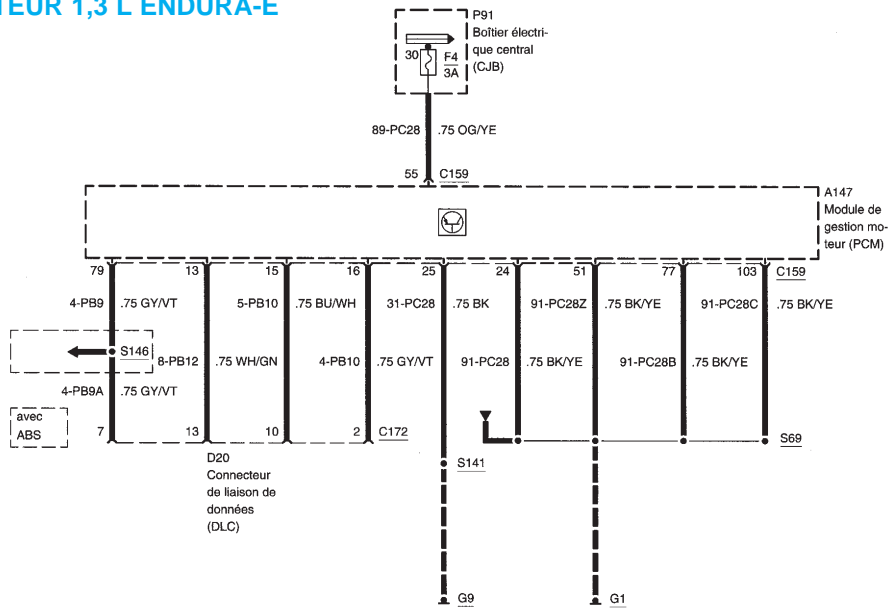 TEUR 1,3 L ENDURA-E
P91
Boîtier électri-
que central
(CJB)
30
F4
3A
89-PC28 .75 OG/YE
55 C159
A147
Module de
gestion mo-
teur (PCM)
79 13 15 16 25 24 51 77 103 C159
4-PB9 .75 GY/VT 5-PB10 .75 BU/WH 31-PC28 .75 BK 91-PC28Z .75 BK/YE 91-PC28C .75 BK/YE
S146
8-PB12 .75 WH/GN 4-PB10 .75 GY/VT 91-PC28 .75 BK/YE 91-PC28B .75 BK/YE
4-PB9A .75 GY/VT
avec
ABS
7 13 10 2 C172
S69
D20
Connecteur
de liaison de
données
(DLC)
S141
G9 G1